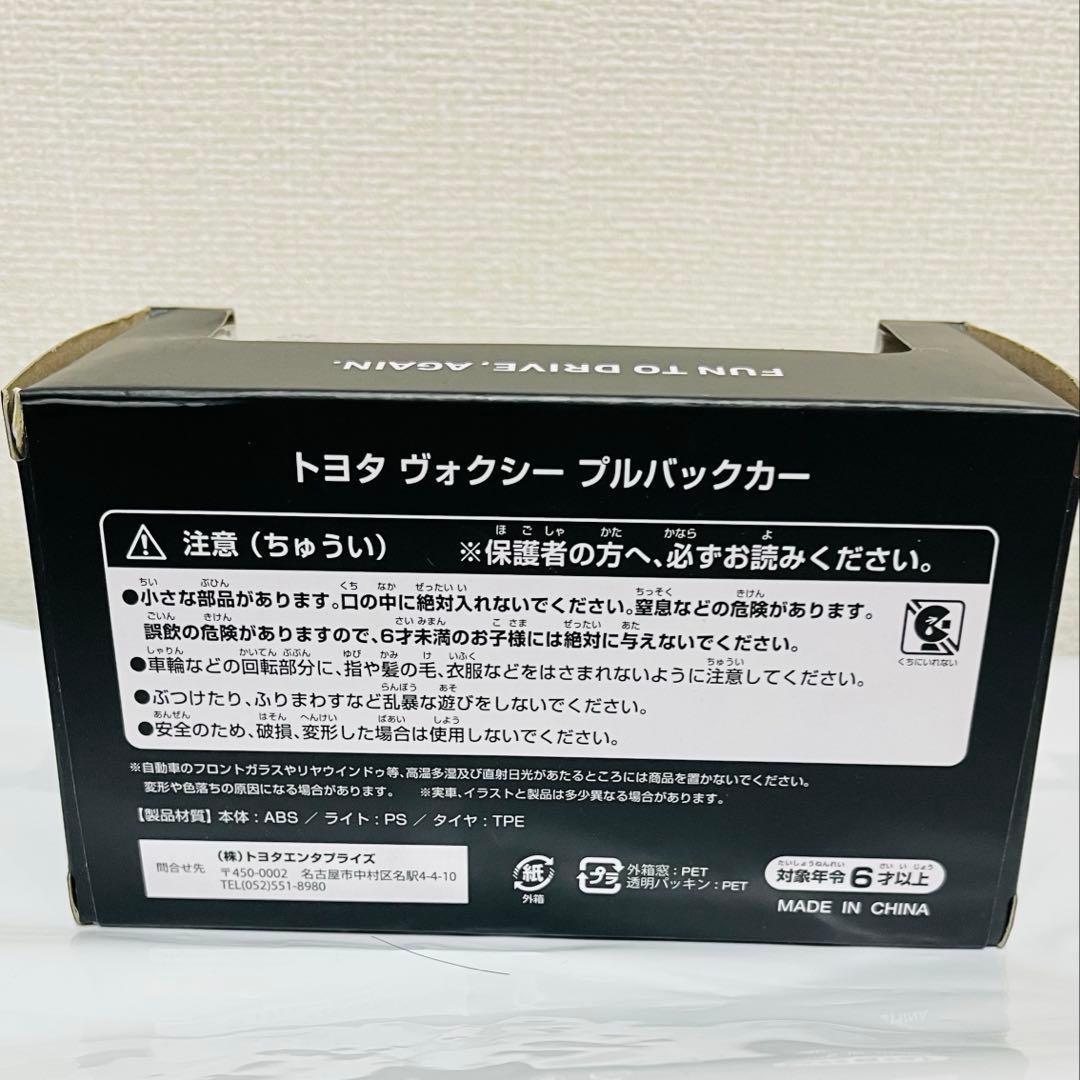 FUN TO DRIVE, AGAIN.
トヨタ ヴォクシー プルバックカー
注意（ちゅうい） ※保護者の方へ、必ずお読みください。
●小さな部品があります。口の中に絶対入れないでください。窒息などの危険があります。
誤飲の危険がありますので、6才未満のお子様には絶対に与えないでください。
●車輪などの回転部分に、指や髪の毛、衣服などをはさまれないように注意してください。
●ぶつけたり、ふりまわすなど乱暴な遊びをしないでください。
●安全のため、破損、変形した場合は使用しないでください。
くちにいれない
※自動車のフロントガラスやリヤウインドゥ等、高温多湿及び直射日光があたるところには商品を置かないでください。
変形や色落ちの原因になる場合があります。 ※実車、イラストと製品は多少異なる場合があります。
【製品材質】本体：ABS ／ ライト：PS ／ タイヤ：TPE
問合せ先
（株）トヨタエンタプライズ
〒450-0002 名古屋市中村区名駅4-4-10
TEL(052)551-8980
紙
外箱
プラ
外箱窓：PET
透明パッキン：PET
対象年令 6才以上
MADE IN CHINA